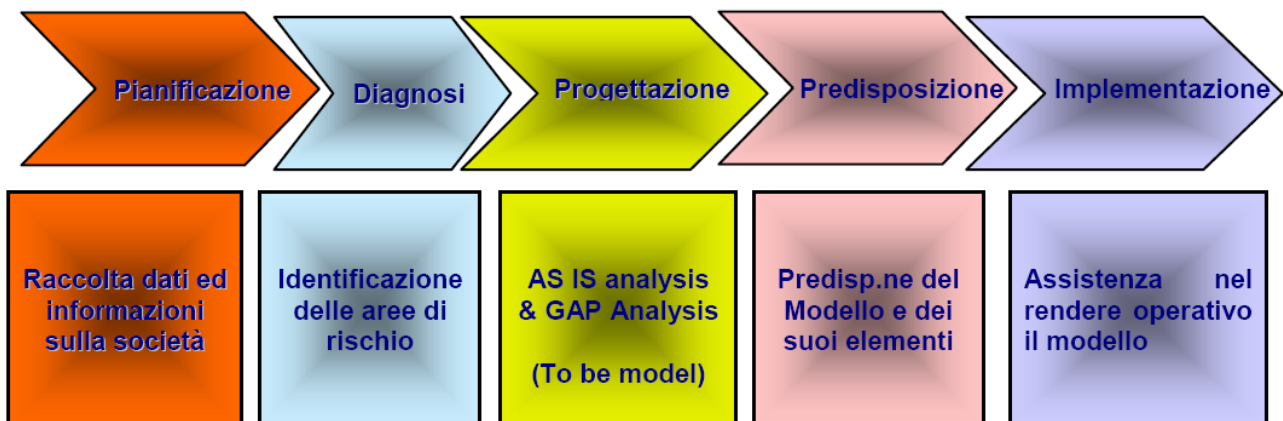 Pianificazione
Diagnosi
Progettazione
Predisposizione
Implementazione
Raccolta dati ed
informazioni
sulla società
Identificazione
delle aree di
rischio
AS IS analysis
& GAP Analysis
(To be model)
Predisp.ne del
Modello e dei
suoi elementi
Assistenza nel
rendere operativo
il modello